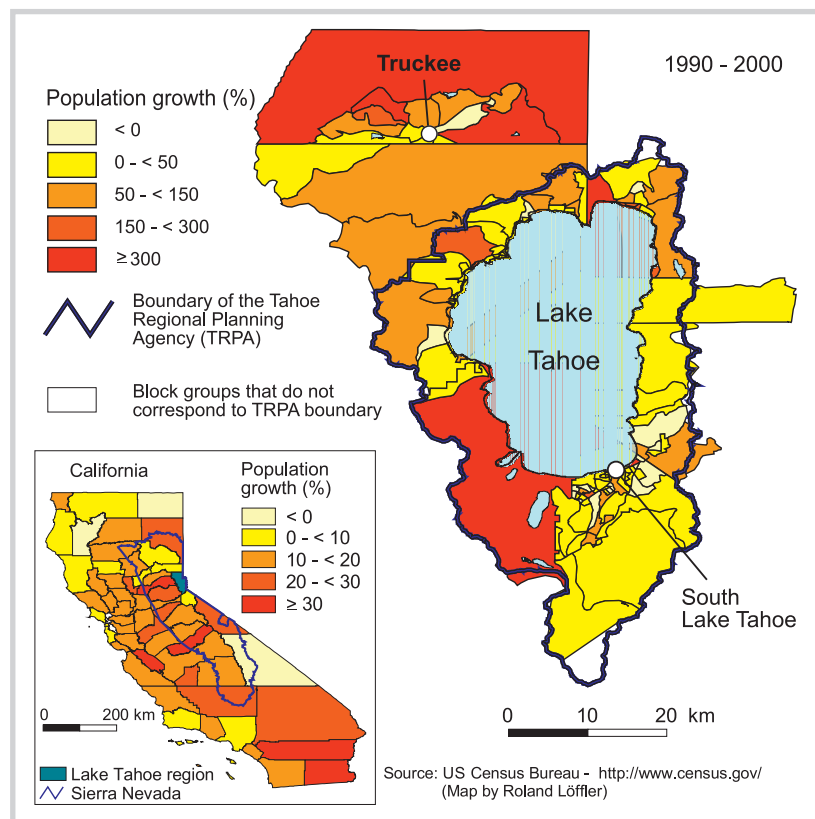 1990 - 2000
Truckee
Population growth (%)
< 0
0 - < 50
50 - < 150
150 - < 300
≥ 300
Boundary of the Tahoe
Regional Planning
Agency (TRPA)
Block groups that do not
correspond to TRPA boundary
Lake
Tahoe
South
Lake Tahoe
California
Population
growth (%)
< 0
0 - < 10
10 - < 20
20 - < 30
≥ 30
0 200 km
Lake Tahoe region
Sierra Nevada
0 10 20 km
Source: US Census Bureau - http://www.census.gov/
(Map by Roland Löffler)